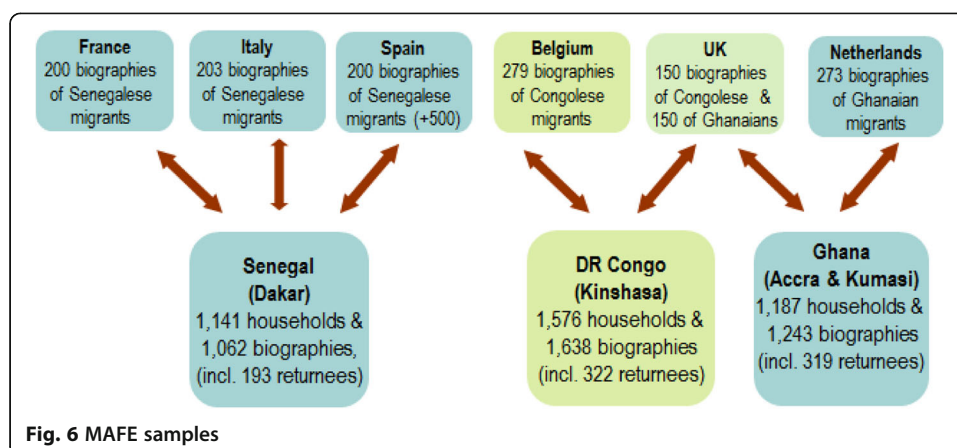 France
200 biographies
of Senegalese
migrants
Italy
203 biographies
of Senegalese
migrants
Spain
200 biographies
of Senegalese
migrants (+500)
Belgium
279 biographies
of Congolese
migrants
UK
150 biographies
of Congolese &
150 of Ghanaians
Netherlands
273 biographies
of Ghanaian
migrants
Senegal
(Dakar)
1,141 households &
1,062 biographies,
(incl. 193 returnees)
DR Congo
(Kinshasa)
1,576 households &
1,638 biographies
(incl. 322 returnees)
Ghana
(Accra & Kumasi)
1,187 households &
1,243 biographies
(incl. 319 returnees)
Fig. 6 MAFE samples